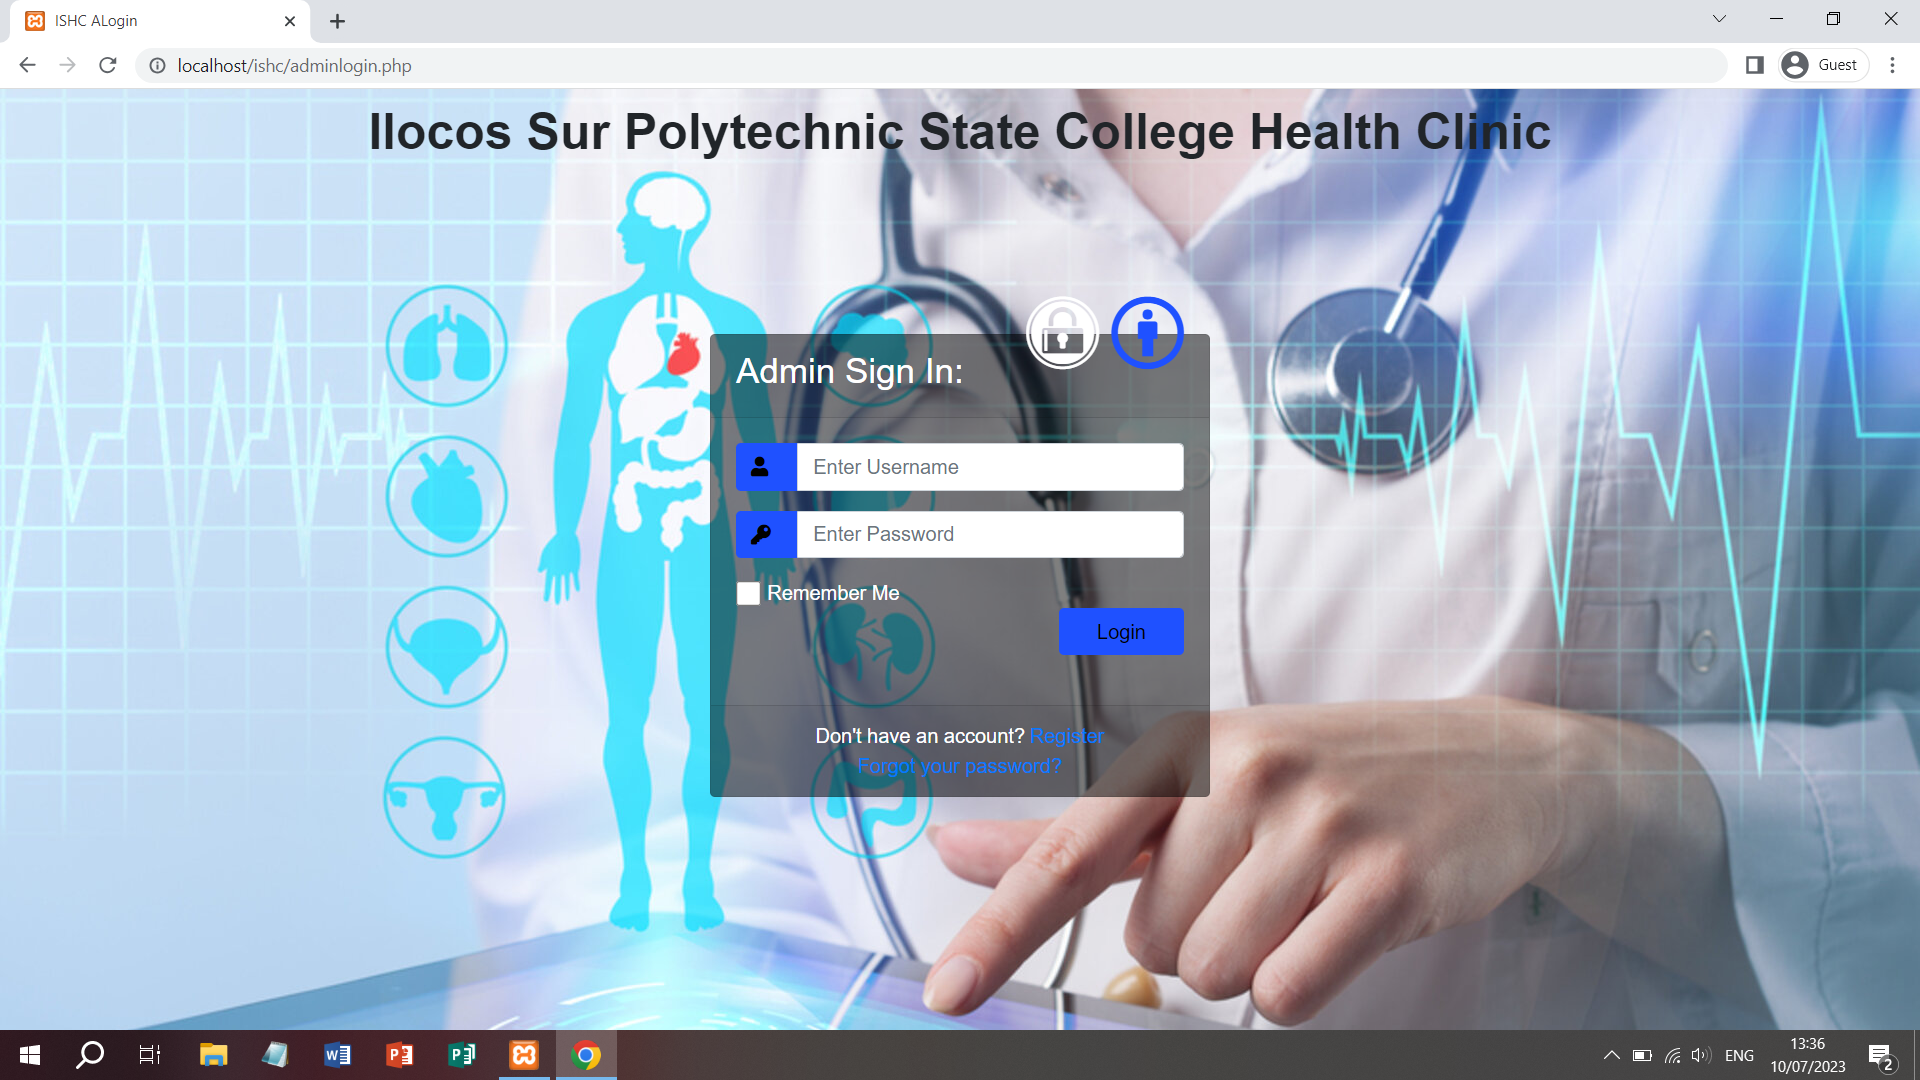 ISHC ALogin
localhost/ishc/adminlogin.php
Guest
Ilocos Sur Polytechnic State College Health Clinic
Admin Sign In:
Enter Username
Enter Password
Remember Me
Login
Don't have an account? Register
Forgot your password?
ENG
13:36
10/07/2023
2